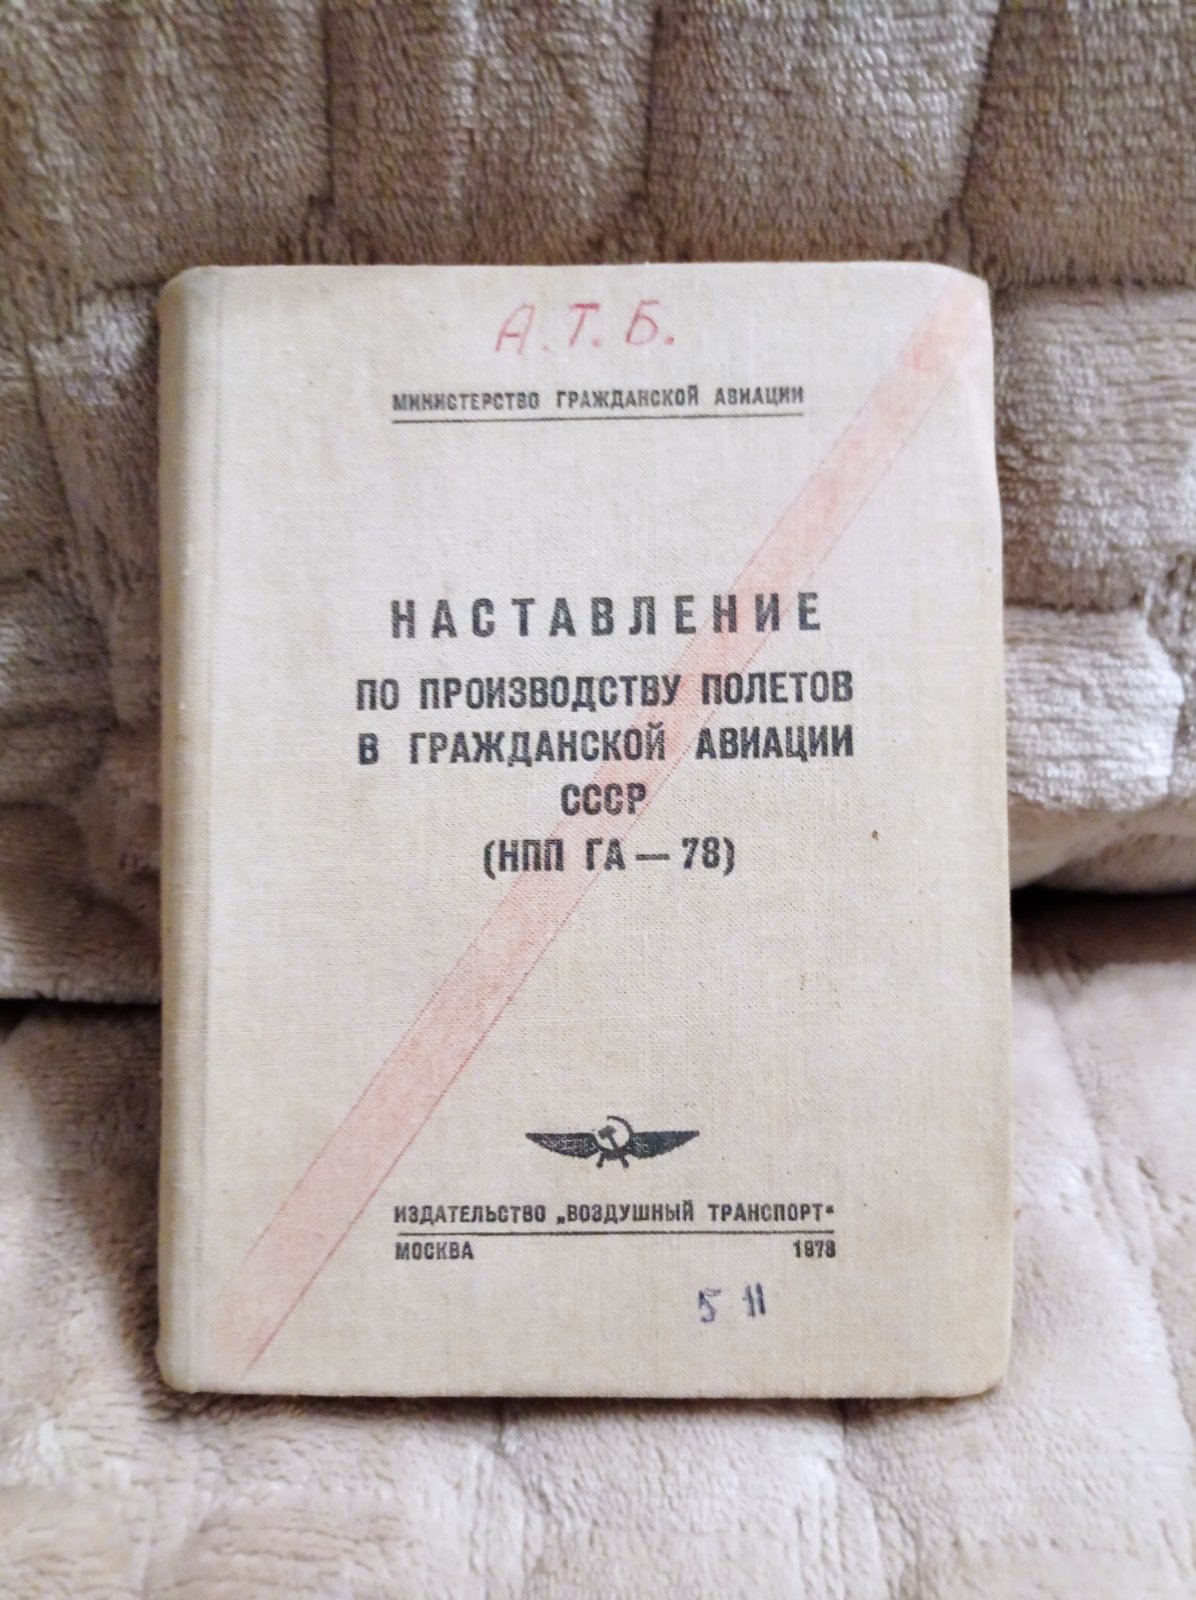 А.Т.Б.
МИНИСТЕРСТВО ГРАЖДАНСКОЙ АВИАЦИИ
НАСТАВЛЕНИЕ
ПО ПРОИЗВОДСТВУ ПОЛЕТОВ
В ГРАЖДАНСКОЙ АВИАЦИИ
СССР
(НПП ГА — 78)
ИЗДАТЕЛЬСТВО „ВОЗДУШНЫЙ ТРАНСПОРТ"
МОСКВА 1978
5 11